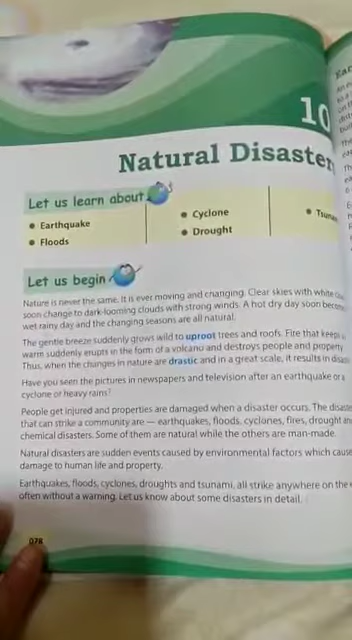 10
Natural Disaster
Let us learn about
• Earthquake
• Cyclone
• Floods
• Drought
Let us begin
Nature is never the same. It is ever moving and changing. Clear skies with white
soon change to dark-looming clouds with strong winds. A hot dry day soon
wet rainy day and the changing seasons are all natural.
The gentle breeze suddenly grows wild to uproot trees and roofs. Fire that keeps
warm suddenly erupts in the form of a volcano and destroys people and property
Thus, when the changes in nature are drastic and in a great scale, it results in
Have you seen the pictures in newspapers and television after an earthquake or a
cyclone or heavy rains?
People get injured and properties are damaged when a disaster occurs. The
that can strike a community are — earthquakes, floods, cyclones, fires, drought
chemical disasters. Some of them are natural while the others are man-made.
Natural disasters are sudden events caused by environmental factors which cause
damage to human life and property.
Earthquakes, floods, cyclones, droughts and tsunami, all strike anywhere on the
often without a warning. Let us know about some disasters in detail.
078